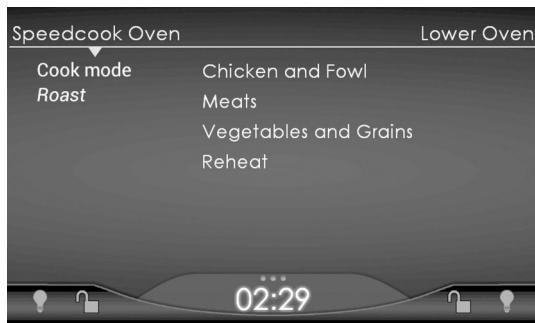 Speedcook Oven Lower Oven
Cook mode
Roast
Chicken and Fowl
Meats
Vegetables and Grains
Reheat
02:29